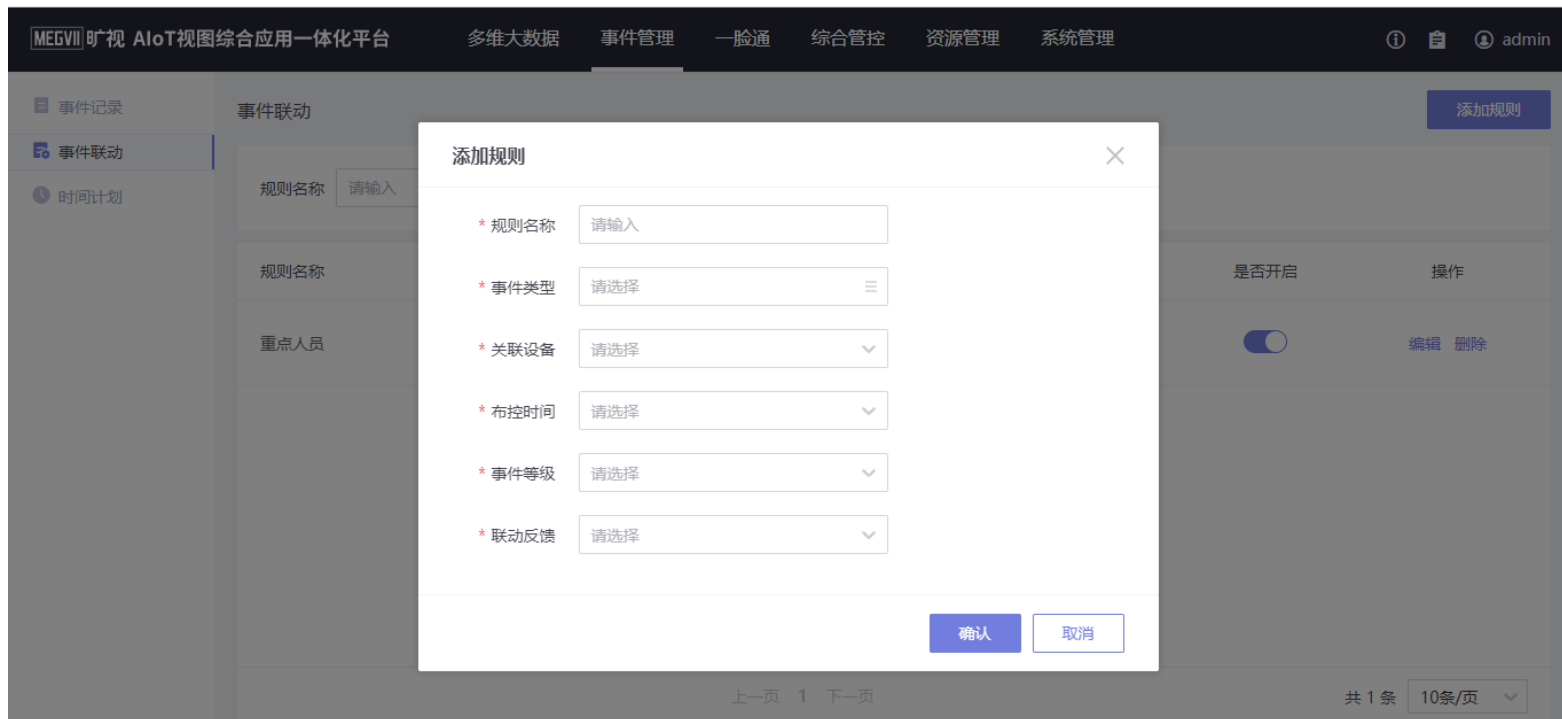 MEGVII 旷视 AIoT视图综合应用一体化平台 多维大数据 事件管理 一脸通 综合管控 资源管理 系统管理 admin
事件记录
事件联动
时间计划
事件联动 添加规则
规则名称 请输入
规则名称 是否开启 操作
重点人员 编辑 删除
添加规则
* 规则名称 请输入
* 事件类型 请选择
* 关联设备 请选择
* 布控时间 请选择
* 事件等级 请选择
* 联动反馈 请选择
确认 取消
上一页 1 下一页 共 1 条 10条/页